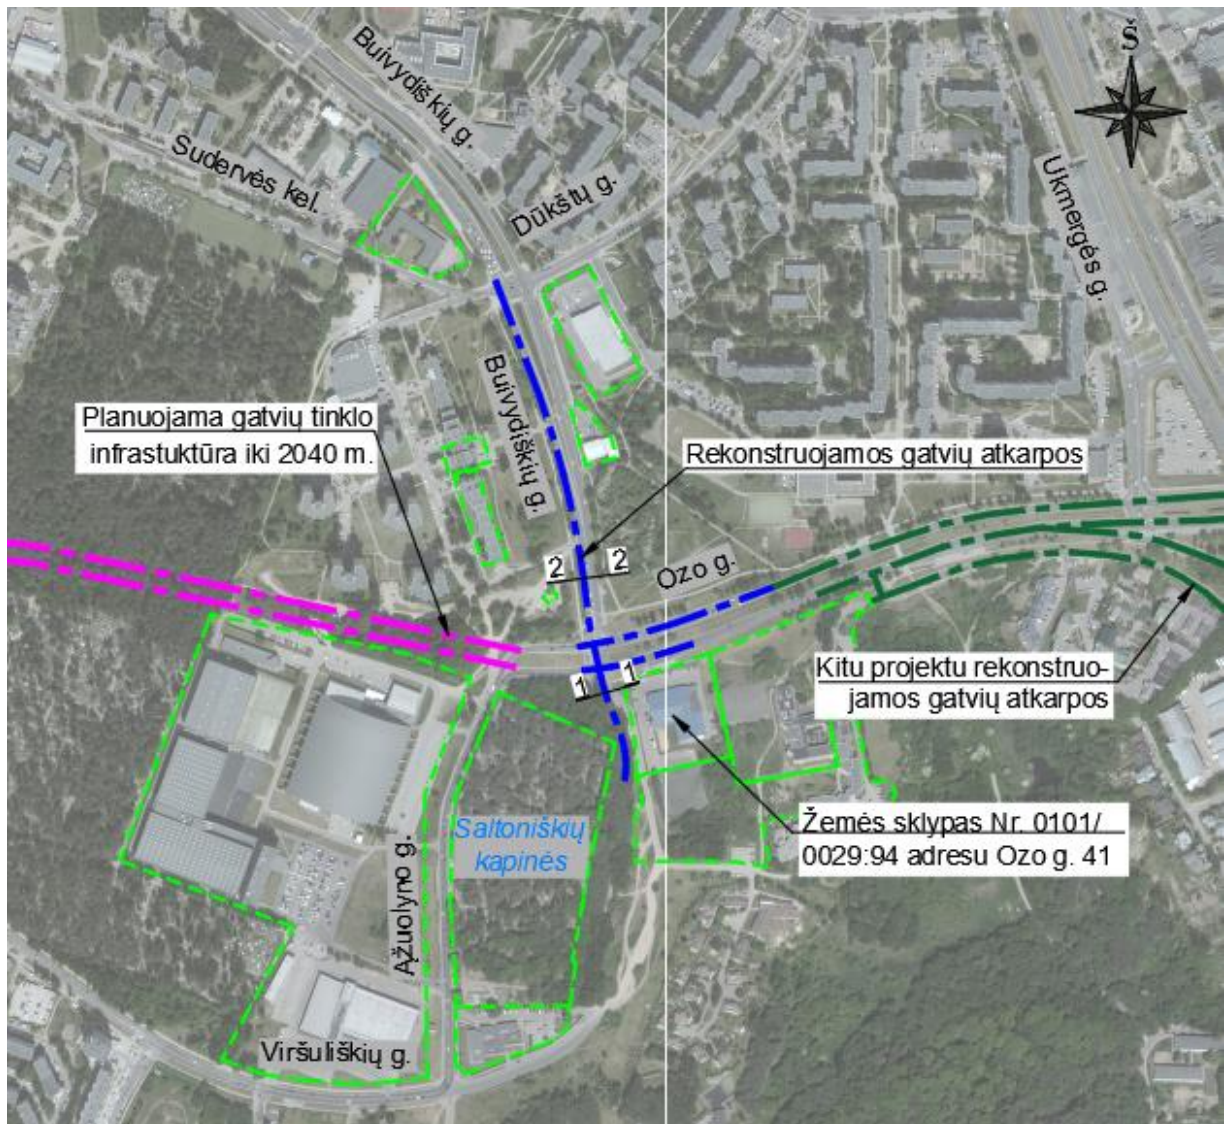 Š
Buivydiškių g.
Sudervės kel.
Dūkštų g.
Ukmergės g.
Buivydiškių g.
Planuojama gatvių tinklo
infrastuktūra iki 2040 m.
Rekonstruojamos gatvių atkarpos
2
2
Ozo g.
1
1
Kitu projektu rekonstruo-
jamos gatvių atkarpos
Žemės sklypas Nr. 0101/
0029:94 adresu Ozo g. 41
Saltoniškių
kapinės
Ąžuolyno g.
Viršuliškių g.